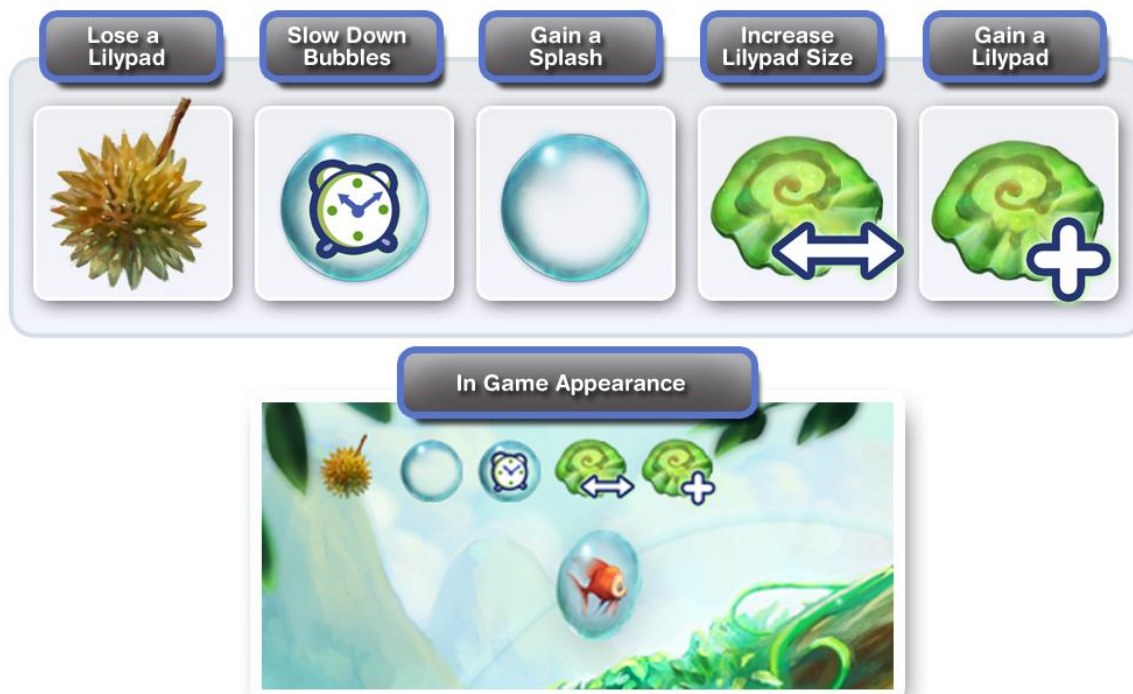 Lose a
Lilypad
Slow Down
Bubbles
Gain a
Splash
Increase
Lilypad Size
Gain a
Lilypad
In Game Appearance